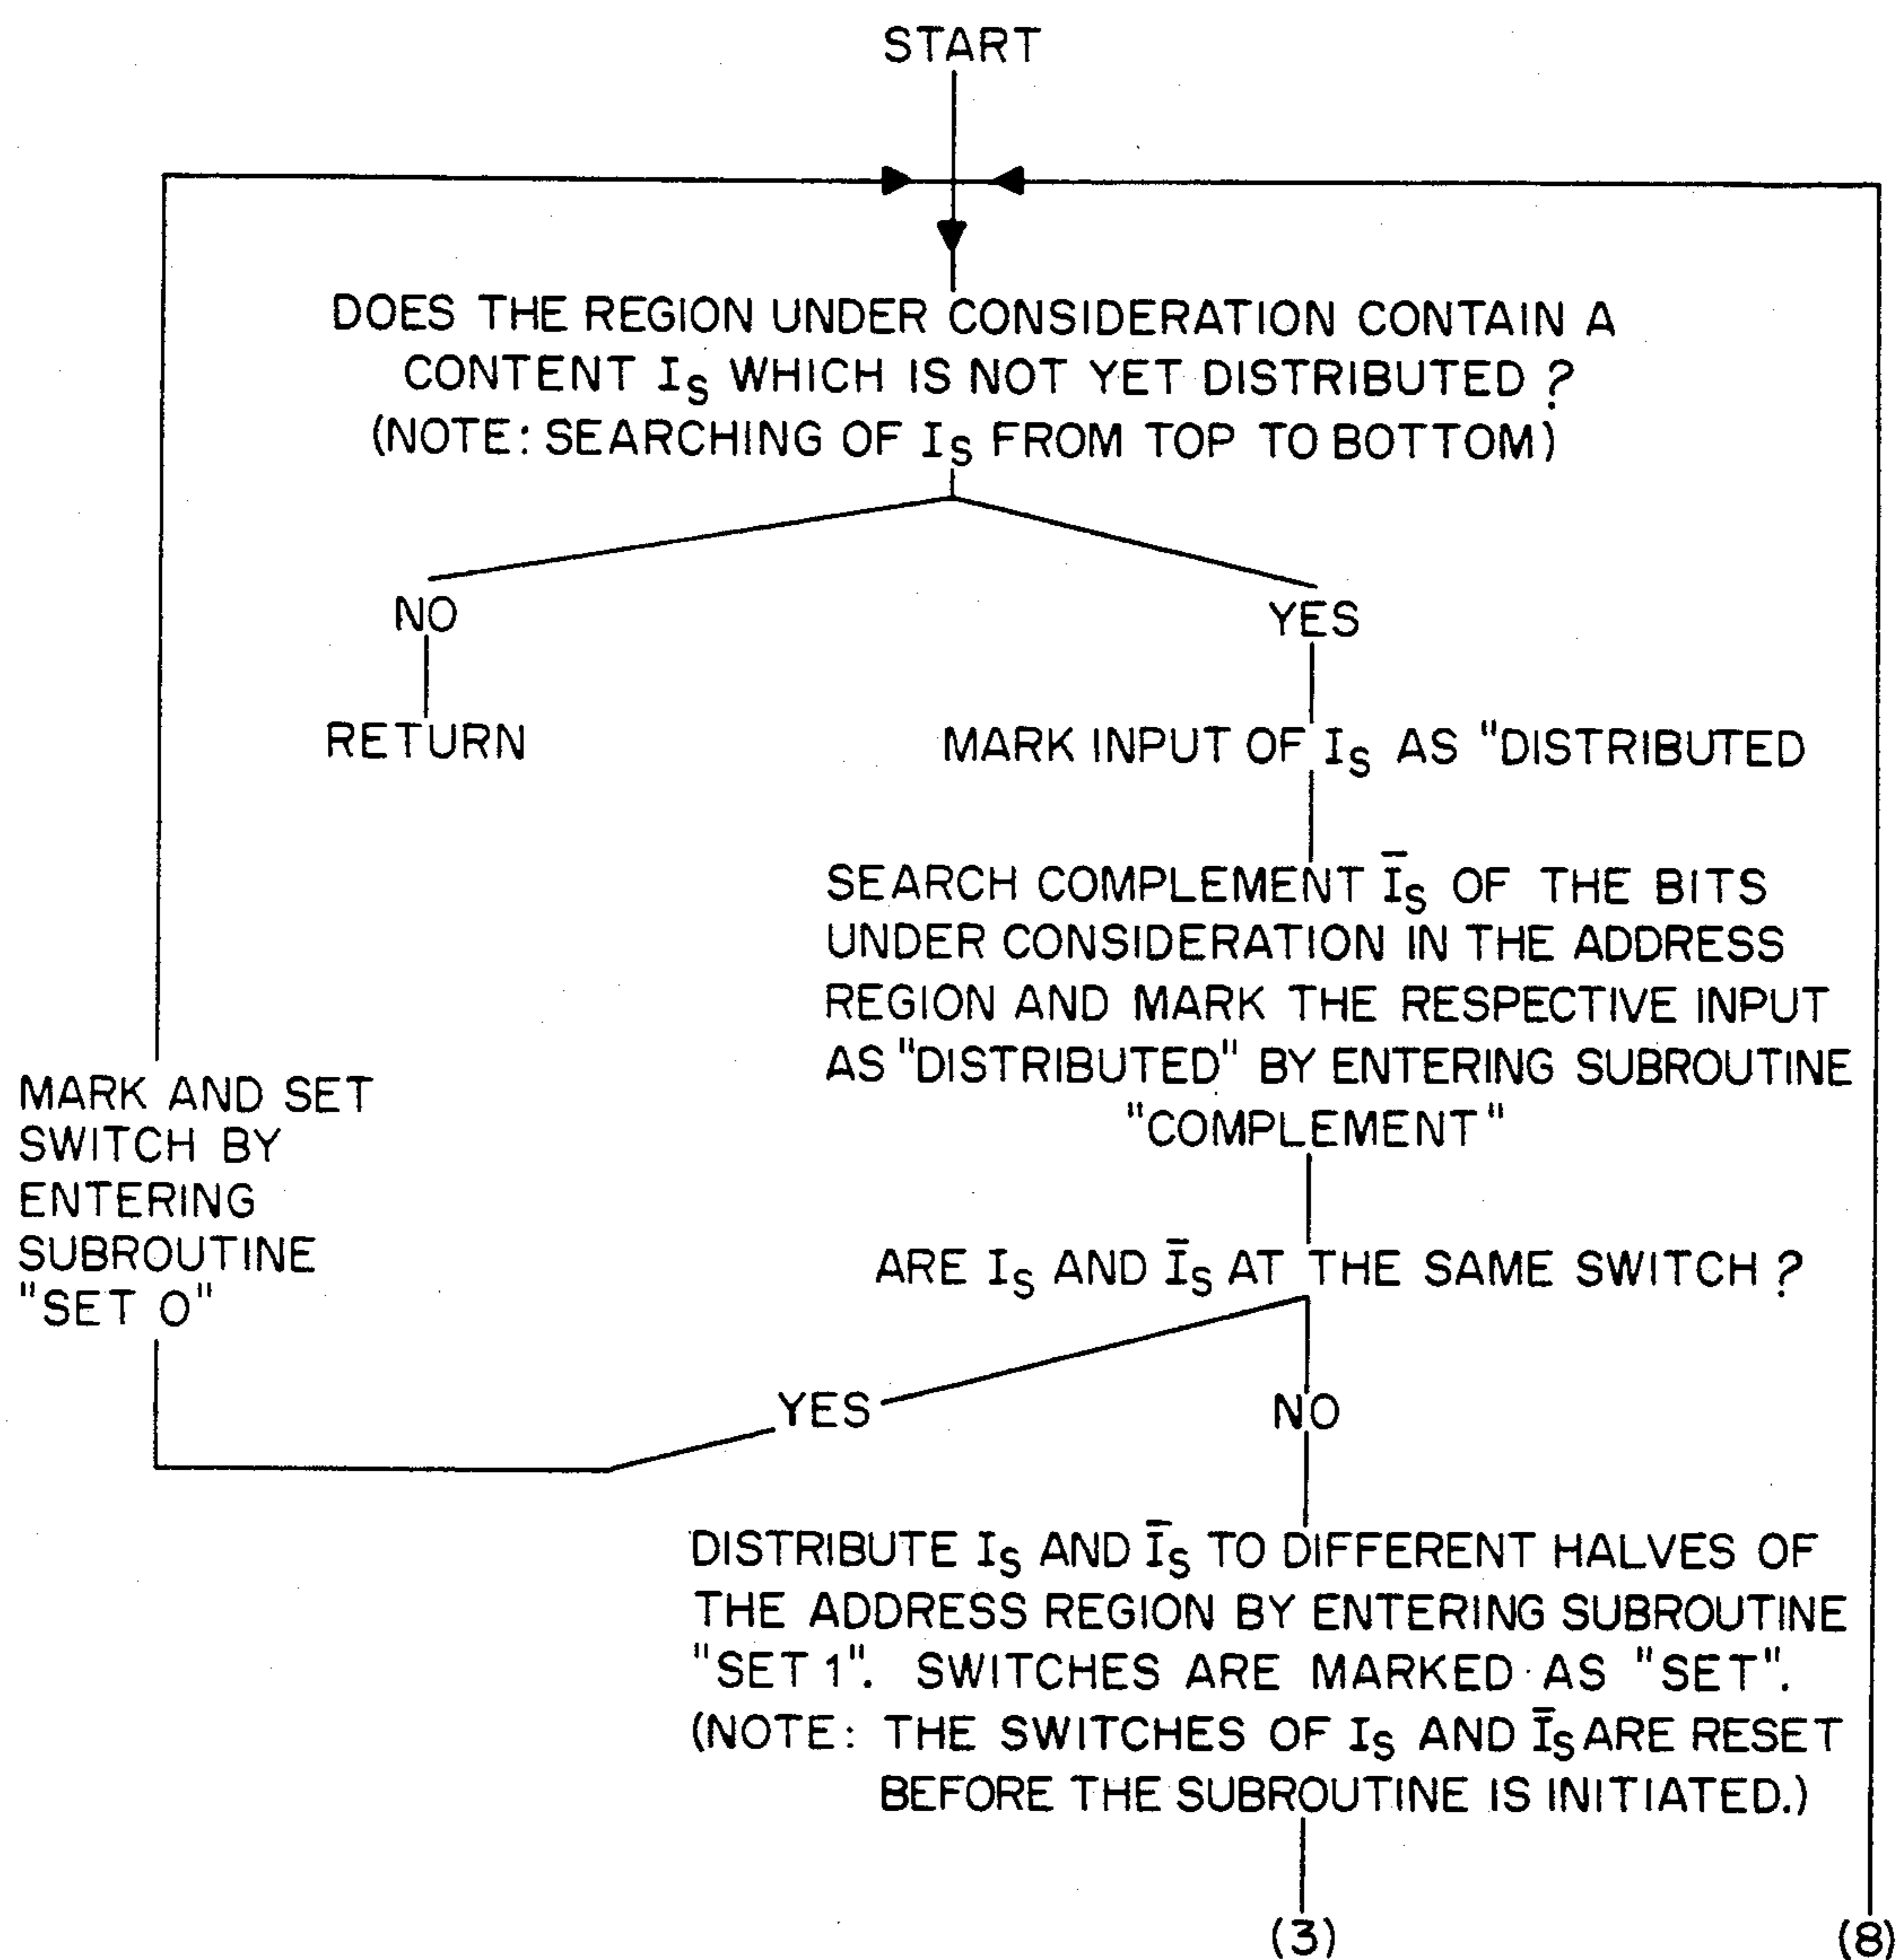 START
DOES THE REGION UNDER CONSIDERATION CONTAIN A
CONTENT IS WHICH IS NOT YET DISTRIBUTED ?
(NOTE: SEARCHING OF IS FROM TOP TO BOTTOM)
NO
YES
RETURN
MARK INPUT OF IS AS "DISTRIBUTED
SEARCH COMPLEMENT ĪS OF THE BITS
UNDER CONSIDERATION IN THE ADDRESS
REGION AND MARK THE RESPECTIVE INPUT
AS "DISTRIBUTED" BY ENTERING SUBROUTINE
"COMPLEMENT"
MARK AND SET
SWITCH BY
ENTERING
SUBROUTINE
"SET 0"
ARE IS AND ĪS AT THE SAME SWITCH ?
YES
NO
DISTRIBUTE IS AND ĪS TO DIFFERENT HALVES OF
THE ADDRESS REGION BY ENTERING SUBROUTINE
"SET 1". SWITCHES ARE MARKED AS "SET".
(NOTE: THE SWITCHES OF IS AND ĪS ARE RESET
BEFORE THE SUBROUTINE IS INITIATED.)
(3)
(8)